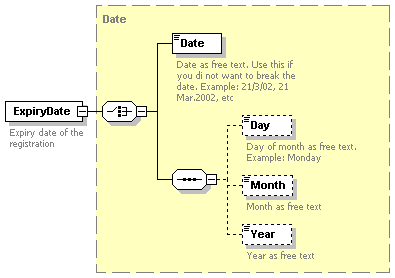 Date
Date
Date as free text. Use this if
you di not want to break the
date. Example: 21/3/02, 21
Mar.2002, etc
ExpiryDate
Expiry date of the
registration
Day
Day of month as free text.
Example: Monday
Month
Month as free text
Year
Year as free text